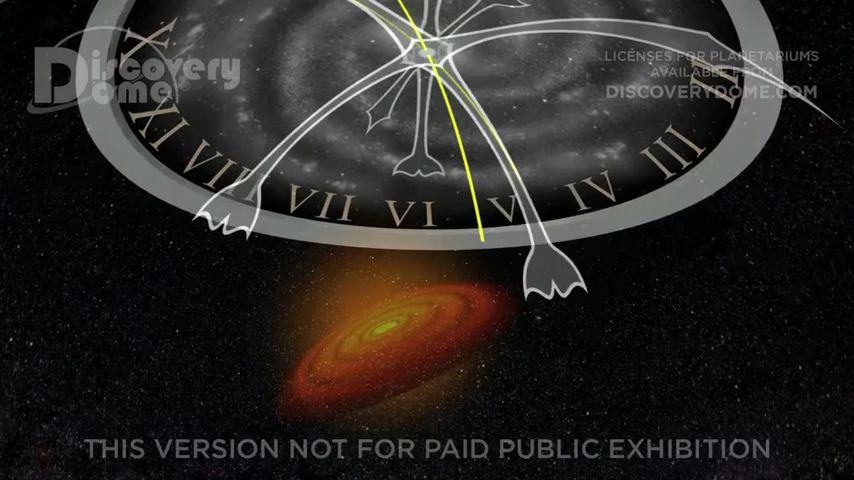 Discovery
Dome
LICENSES FOR PLANETARIUMS
AVAILABLE FROM
DISCOVERYDOME.COM
XI
VIII
VII
VI
V
IV
III
THIS VERSION NOT FOR PAID PUBLIC EXHIBITION